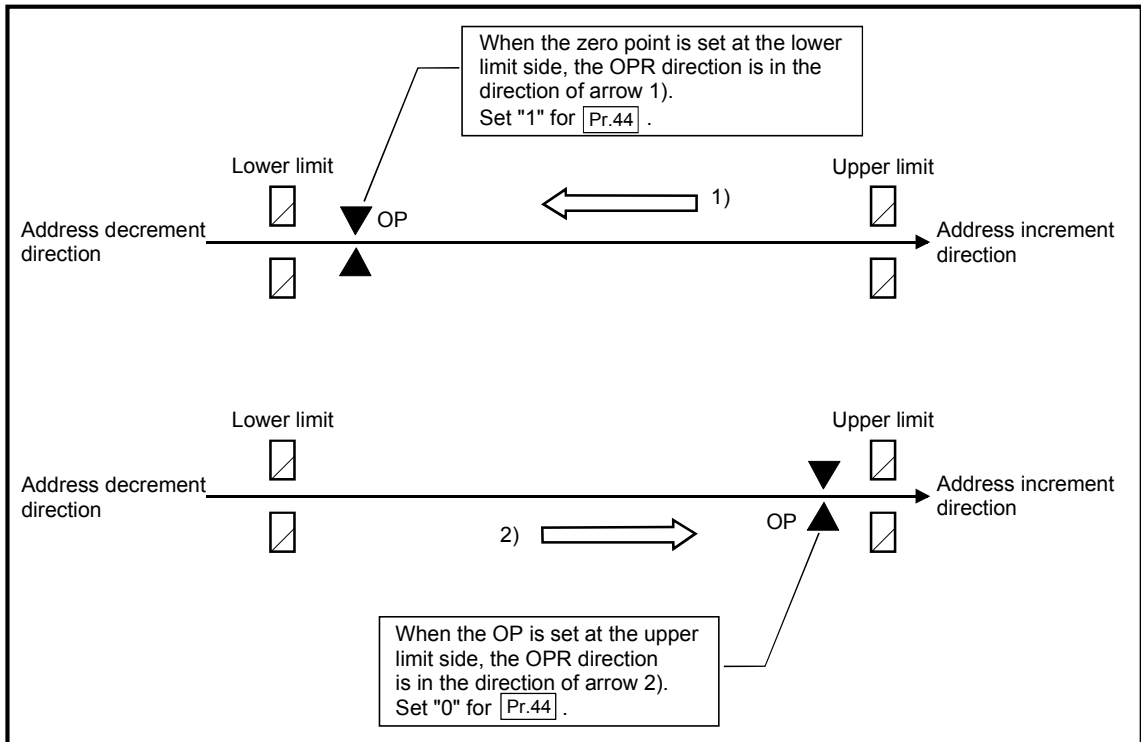 When the zero point is set at the lower
limit side, the OPR direction is in the
direction of arrow 1).
Set "1" for Pr.44 .
Lower limit
Upper limit
1)
OP
Address decrement
direction
Address increment
direction
Lower limit
Upper limit
Address decrement
direction
Address increment
direction
2)
OP
When the OP is set at the upper
limit side, the OPR direction
is in the direction of arrow 2).
Set "0" for Pr.44 .